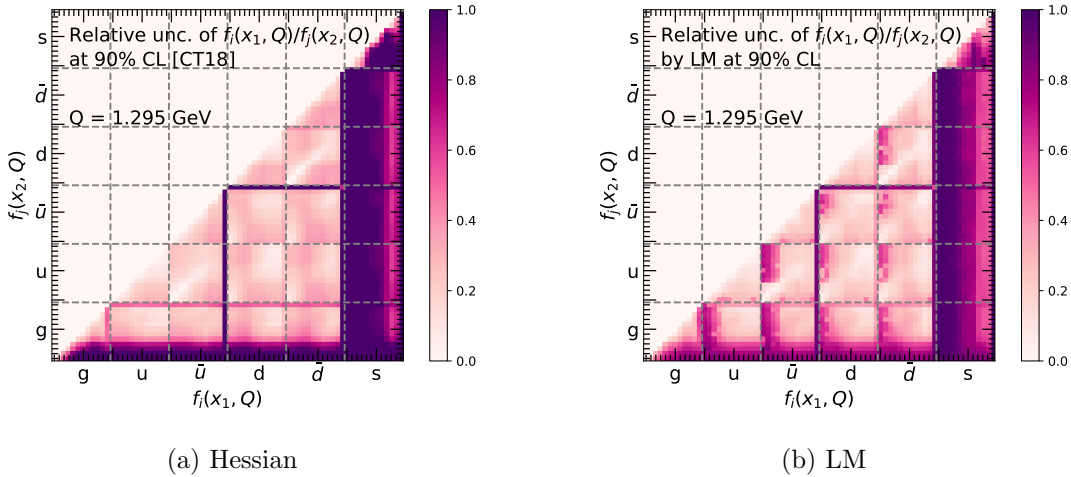 Relative unc. of f_i(x_1, Q)/f_j(x_2, Q)
at 90% CL [CT18]
Q = 1.295 GeV
f_j(x_2, Q)
s
d̄
d
ū
u
g
g u ū d d̄ s
f_i(x_1, Q)
1.0
0.8
0.6
0.4
0.2
0.0
(a) Hessian
Relative unc. of f_i(x_1, Q)/f_j(x_2, Q)
by LM at 90% CL
Q = 1.295 GeV
f_j(x_2, Q)
s
d̄
d
ū
u
g
g u ū d d̄ s
f_i(x_1, Q)
1.0
0.8
0.6
0.4
0.2
0.0
(b) LM